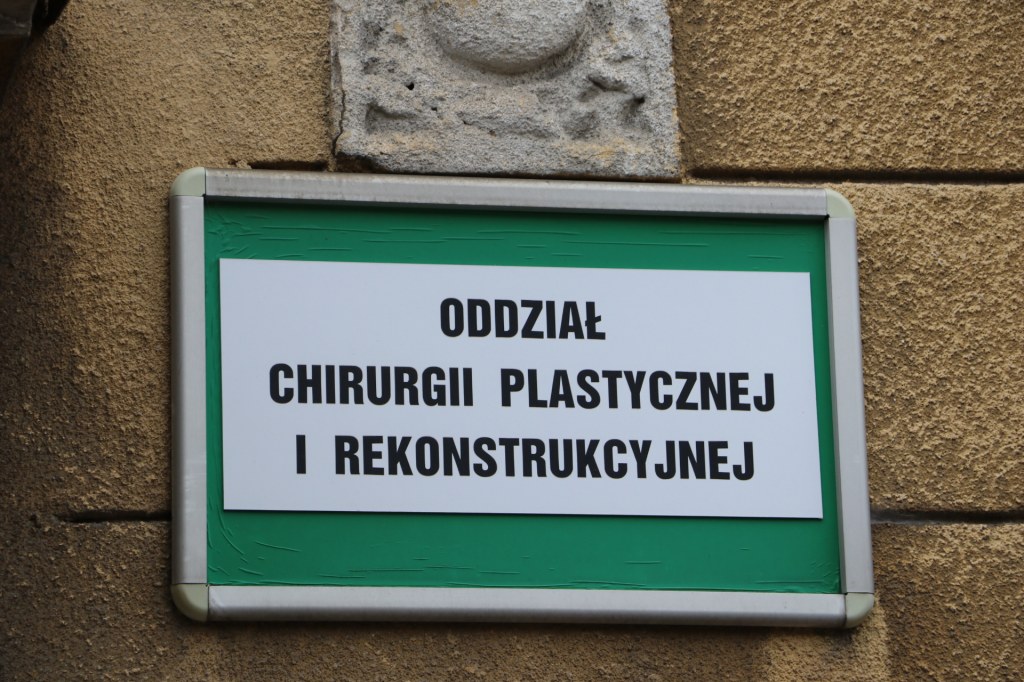 ODDZIAŁ
CHIRURGII PLASTYCZNEJ
I REKONSTRUKCYJNEJ